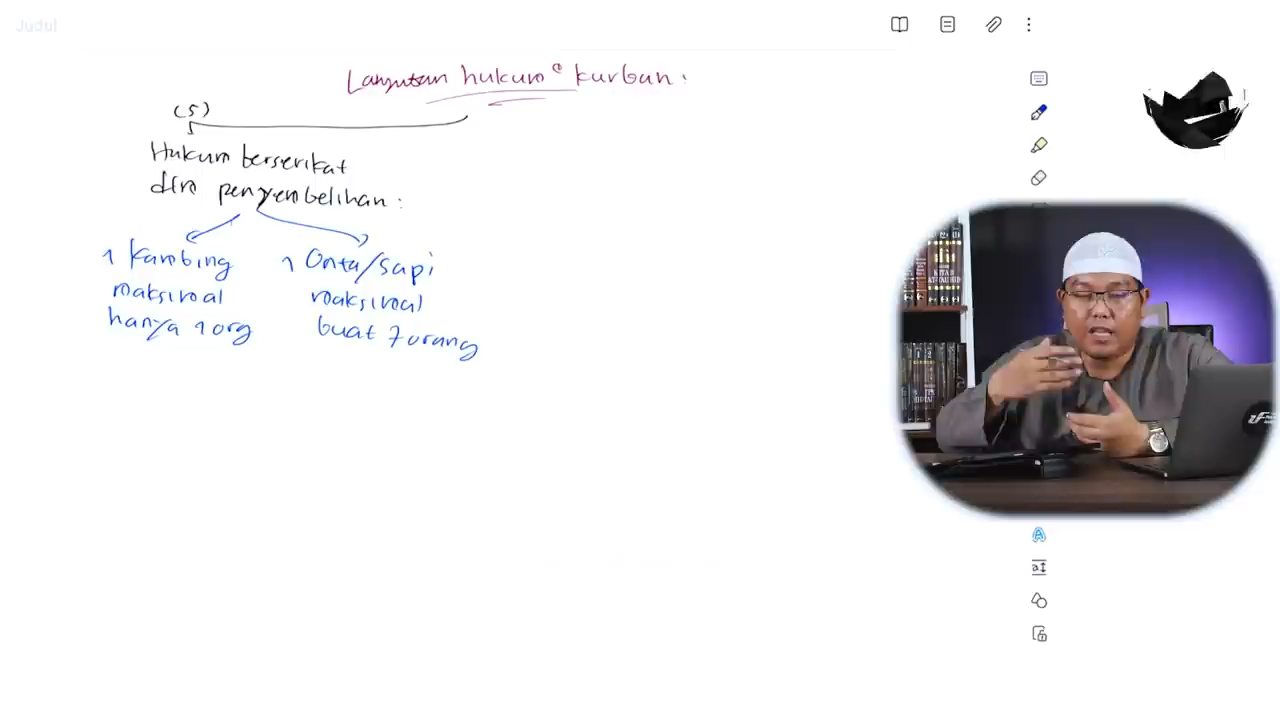 Judul
Lanjutan hukum² kurban :
(5)
Hukum berserikat
dlm penyembelihan :
1 Kambing
maksimal
hanya 1 org
1 Onta/sapi
maksimal
buat 7 orang